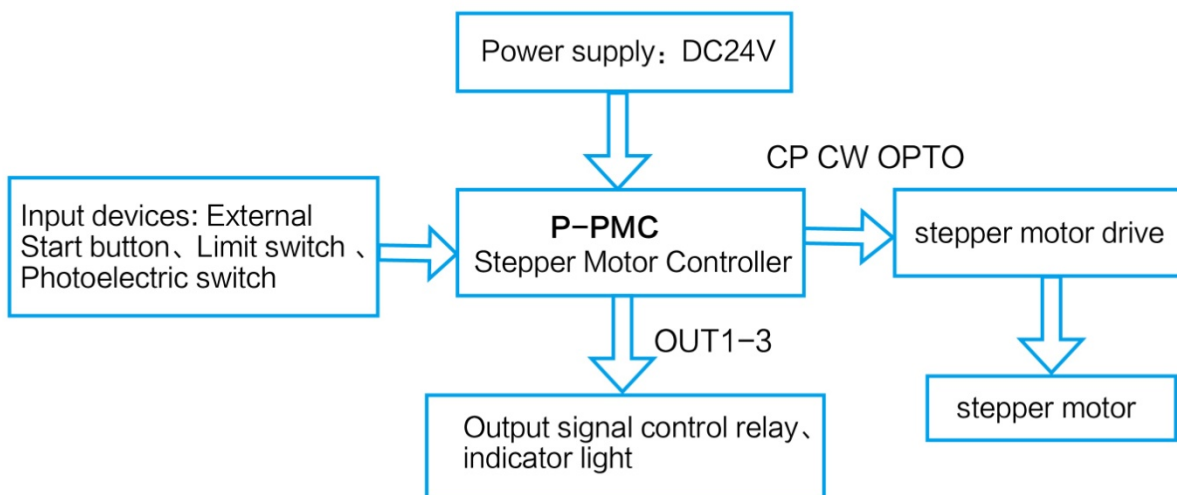 Power supply：DC24V
CP CW OPTO
Input devices: External
Start button、Limit switch 、
Photoelectric switch
P-PMC
Stepper Motor Controller
stepper motor drive
OUT1-3
stepper motor
Output signal control relay、
indicator light